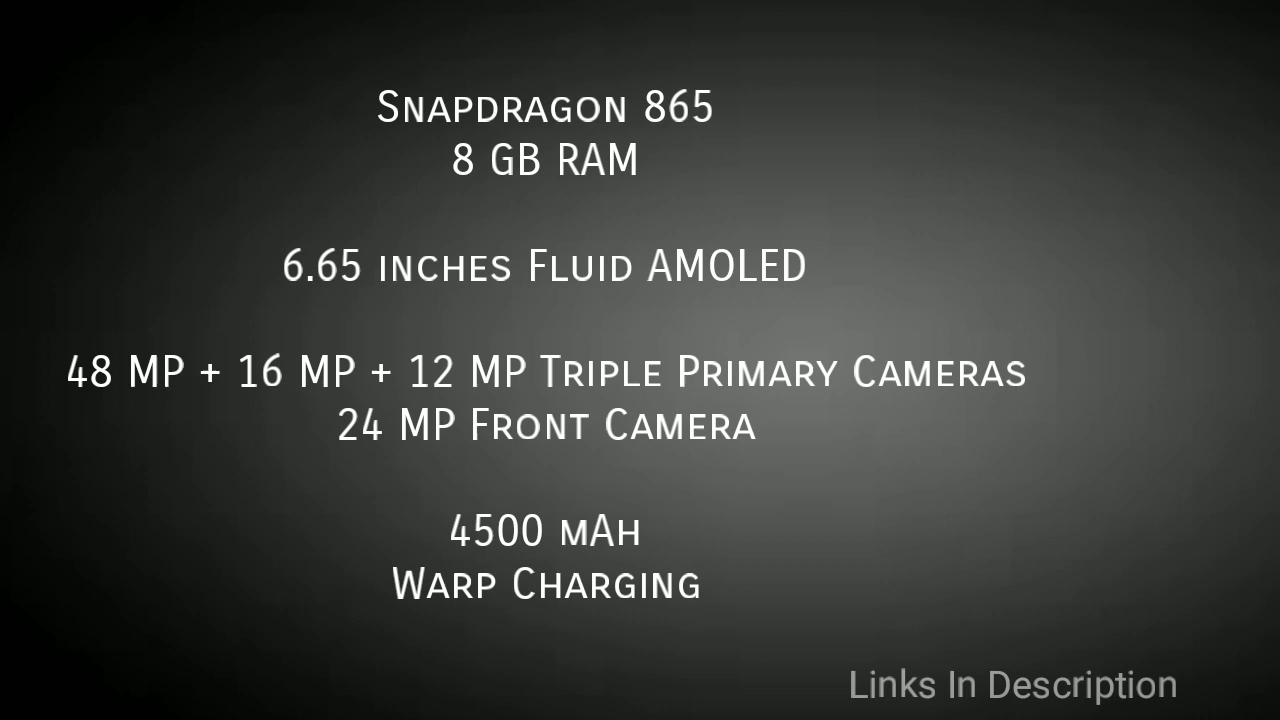 Snapdragon 865
8 GB RAM
6.65 inches Fluid AMOLED
48 MP + 16 MP + 12 MP Triple Primary Cameras
24 MP Front Camera
4500 mAh
Warp Charging
Links In Description